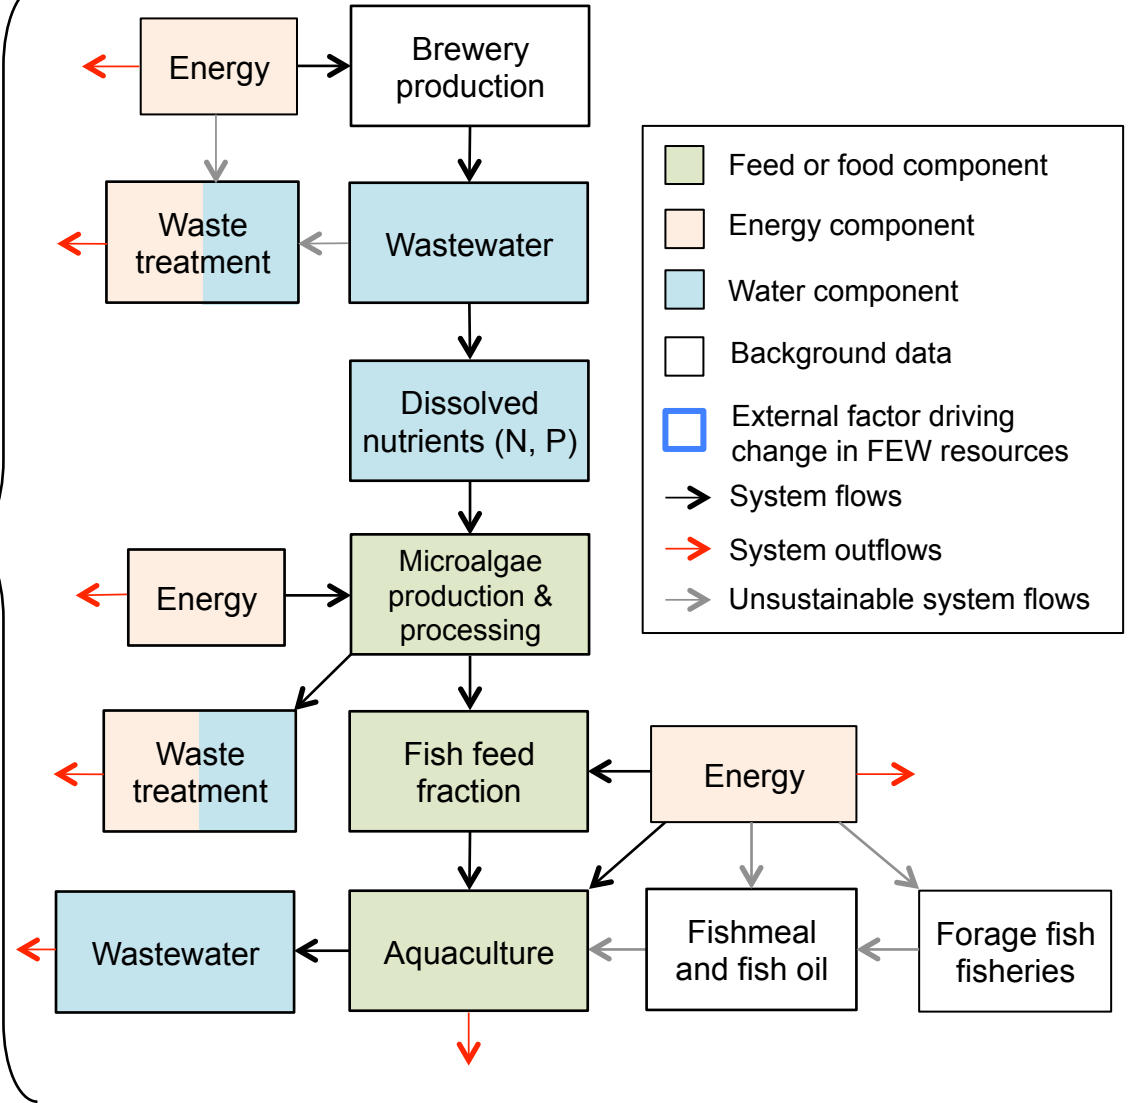 Energy
Brewery
production
Waste
treatment
Wastewater
Dissolved
nutrients (N, P)
Energy
Microalgae
production &
processing
Waste
treatment
Fish feed
fraction
Energy
Wastewater
Aquaculture
Fishmeal
and fish oil
Forage fish
fisheries
Feed or food component
Energy component
Water component
Background data
External factor driving
change in FEW resources
System flows
System outflows
Unsustainable system flows